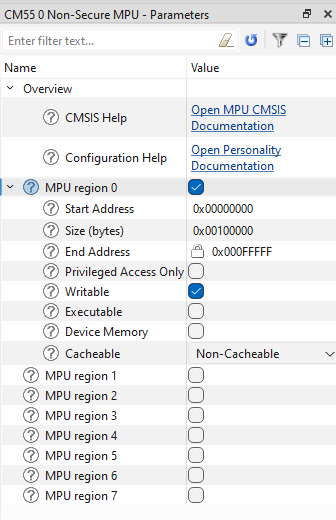 CM55 0 Non-Secure MPU - Parameters
Enter filter text...
Name Value
Overview
CMSIS Help Open MPU CMSIS
Documentation
Configuration Help Open Personality
Documentation
MPU region 0
Start Address 0x00000000
Size (bytes) 0x00100000
End Address 0x000FFFFF
Privileged Access Only
Writable
Executable
Device Memory
Cacheable Non-Cacheable
MPU region 1
MPU region 2
MPU region 3
MPU region 4
MPU region 5
MPU region 6
MPU region 7